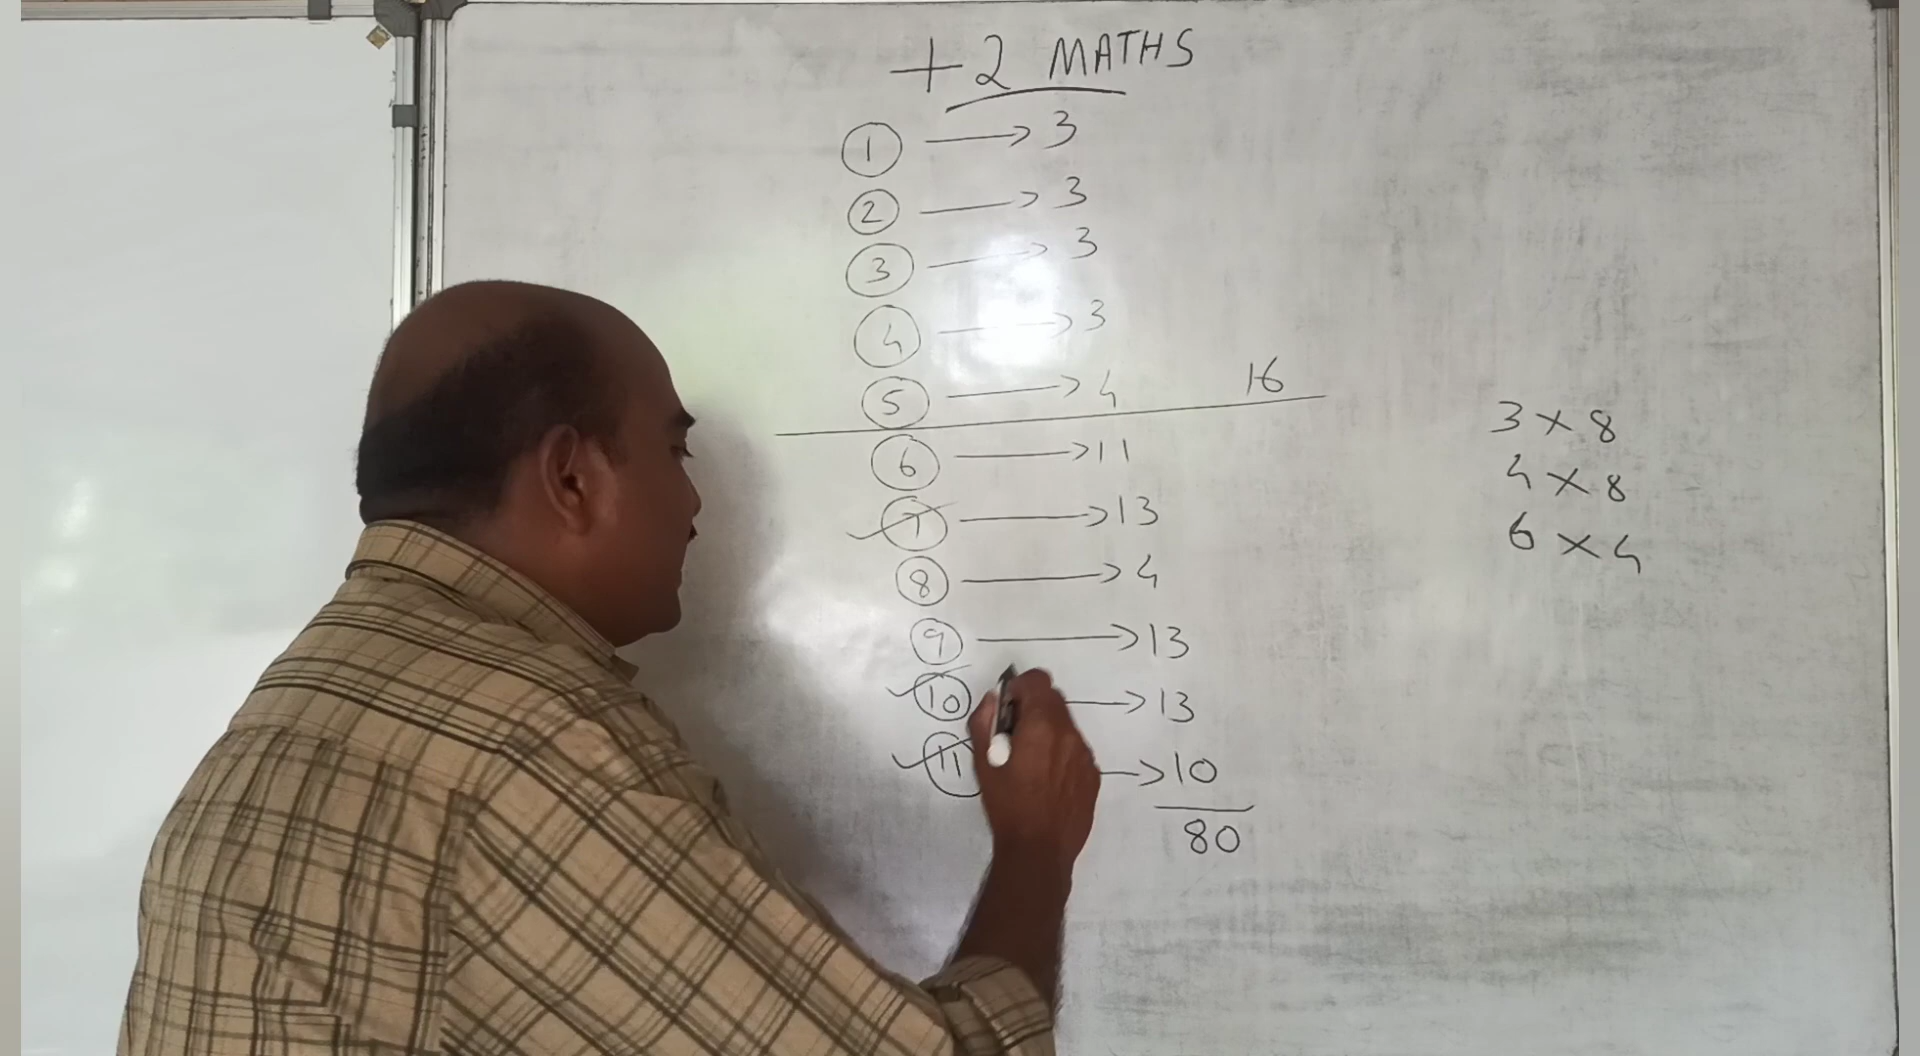 +2 MATHS
1 → 3
2 → 3
3 → 3
4 → 3
5 → 4 16
6 → 11
7 → 13
8 → 4
9 → 13
10 → 13
11 → 10
80
3 × 8
4 × 8
6 × 4